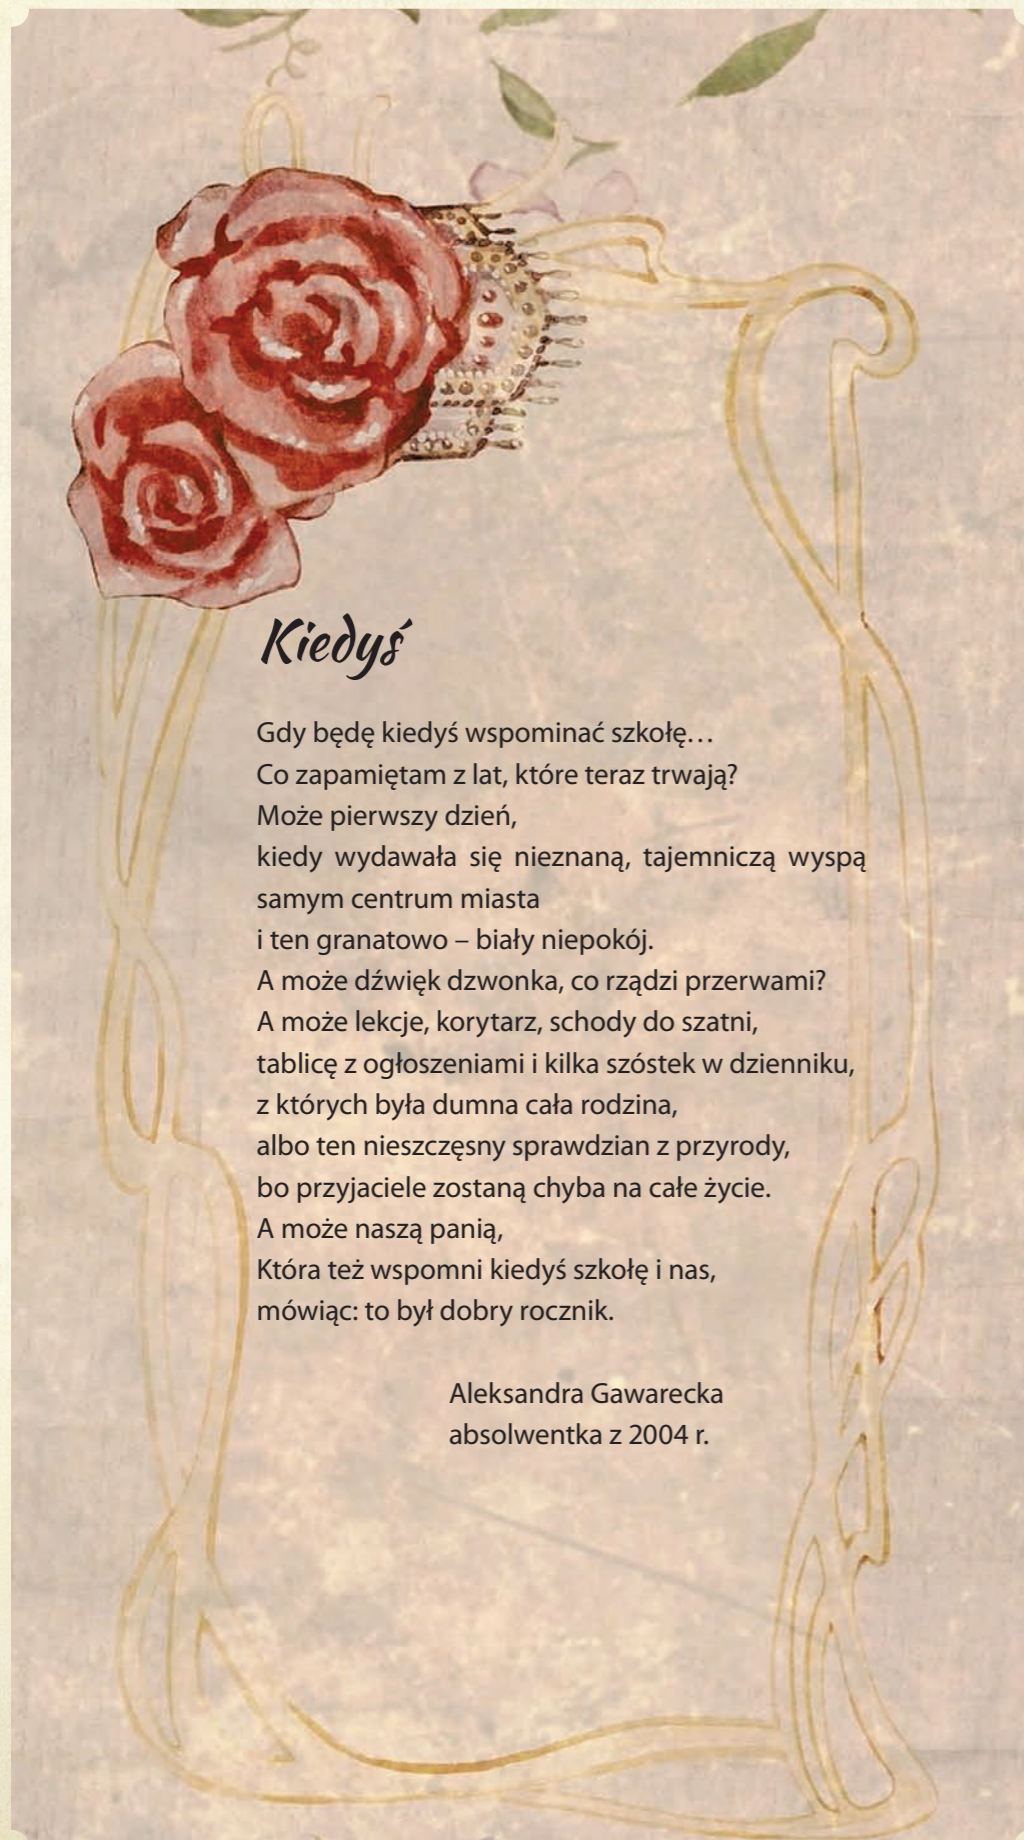 Kiedyś
Gdy będę kiedyś wspominać szkołę…
Co zapamiętam z lat, które teraz trwają?
Może pierwszy dzień,
kiedy wydawała się nieznaną, tajemniczą wyspą
samym centrum miasta
i ten granatowo – biały niepokój.
A może dźwięk dzwonka, co rządzi przerwami?
A może lekcje, korytarz, schody do szatni,
tablicę z ogłoszeniami i kilka szóstek w dzienniku,
z których była dumna cała rodzina,
albo ten nieszczęsny sprawdzian z przyrody,
bo przyjaciele zostaną chyba na całe życie.
A może naszą panią,
Która też wspomni kiedyś szkołę i nas,
mówiąc: to był dobry rocznik.
Aleksandra Gawarecka
absolwentka z 2004 r.